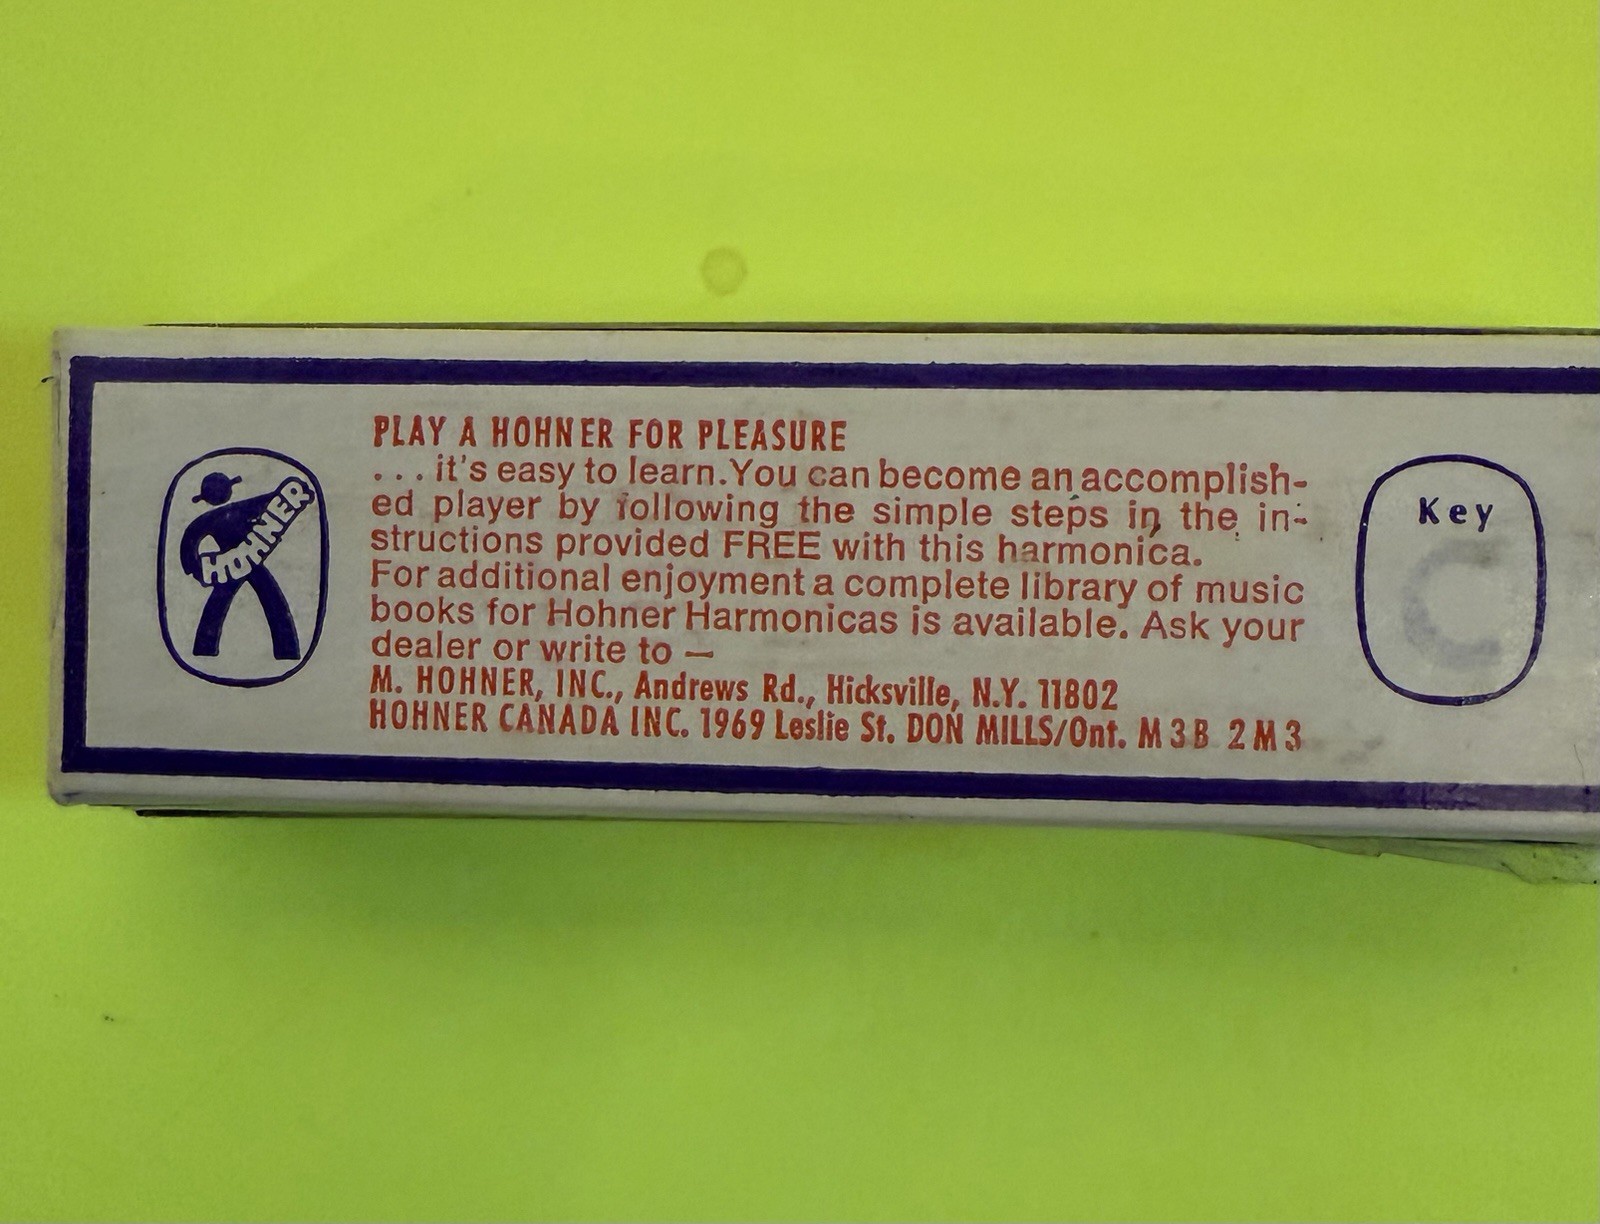 HOHNER
PLAY A HOHNER FOR PLEASURE
. . . it's easy to learn. You can become an accomplish-
ed player by following the simple steps in the in-
structions provided FREE with this harmonica.
For additional enjoyment a complete library of music
books for Hohner Harmonicas is available. Ask your
dealer or write to —
M. HOHNER, INC., Andrews Rd., Hicksville, N.Y. 11802
HOHNER CANADA INC. 1969 Leslie St. DON MILLS/Ont. M3B 2M3
Key
C